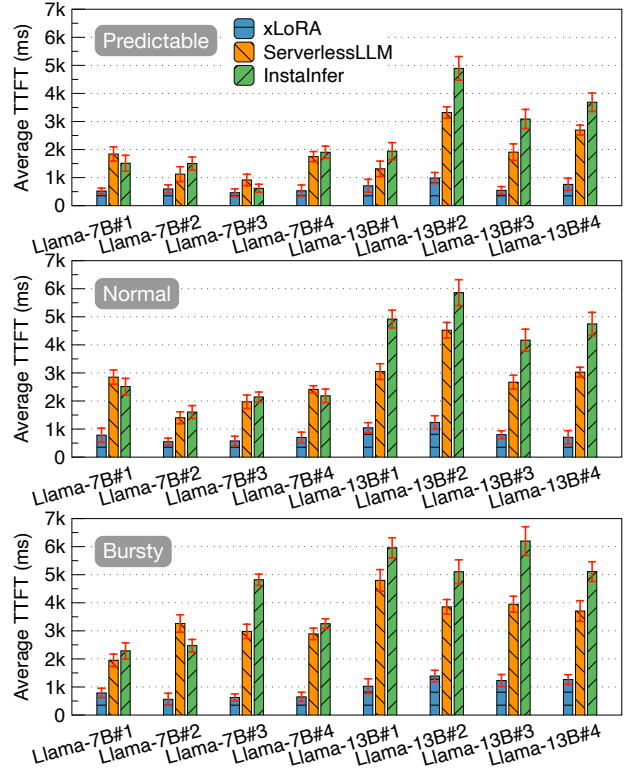 Predictable
xLoRA
ServerlessLLM
InstaInfer
Average TTFT (ms)
7k
6k
5k
4k
3k
2k
1k
0
Llama-7B#1
Llama-7B#2
Llama-7B#3
Llama-7B#4
Llama-13B#1
Llama-13B#2
Llama-13B#3
Llama-13B#4
Normal
Average TTFT (ms)
7k
6k
5k
4k
3k
2k
1k
0
Llama-7B#1
Llama-7B#2
Llama-7B#3
Llama-7B#4
Llama-13B#1
Llama-13B#2
Llama-13B#3
Llama-13B#4
Bursty
Average TTFT (ms)
7k
6k
5k
4k
3k
2k
1k
0
Llama-7B#1
Llama-7B#2
Llama-7B#3
Llama-7B#4
Llama-13B#1
Llama-13B#2
Llama-13B#3
Llama-13B#4